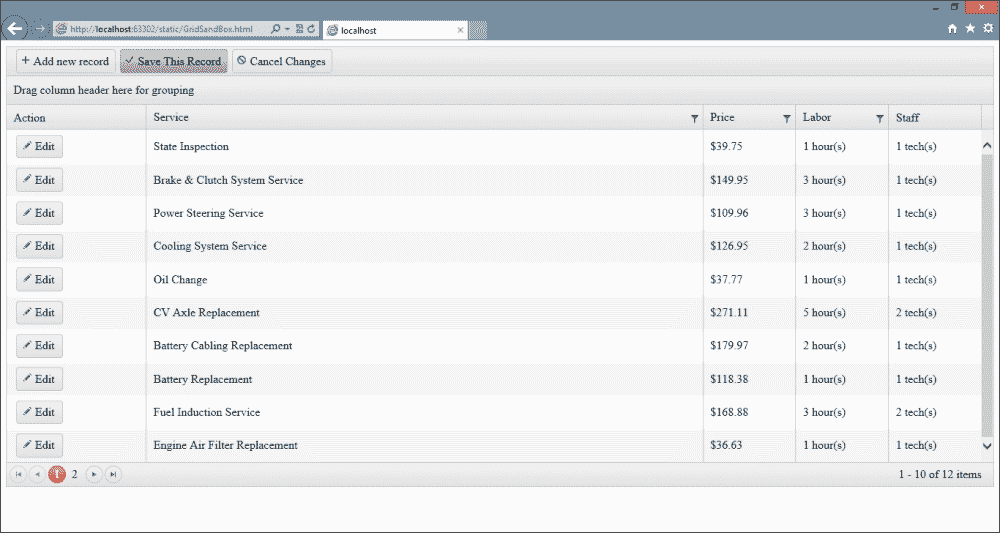 http://localhost:63302/static/GridSandBox.html localhost
Add new record Save This Record Cancel Changes
Drag column header here for grouping
Action Service Price Labor Staff
Edit State Inspection $39.75 1 hour(s) 1 tech(s)
Edit Brake & Clutch System Service $149.95 3 hour(s) 1 tech(s)
Edit Power Steering Service $109.96 3 hour(s) 1 tech(s)
Edit Cooling System Service $126.95 2 hour(s) 1 tech(s)
Edit Oil Change $37.77 1 hour(s) 1 tech(s)
Edit CV Axle Replacement $271.11 5 hour(s) 2 tech(s)
Edit Battery Cabling Replacement $179.97 2 hour(s) 1 tech(s)
Edit Battery Replacement $118.38 1 hour(s) 1 tech(s)
Edit Fuel Induction Service $168.88 3 hour(s) 2 tech(s)
Edit Engine Air Filter Replacement $36.63 1 hour(s) 1 tech(s)
1 2 1 - 10 of 12 items